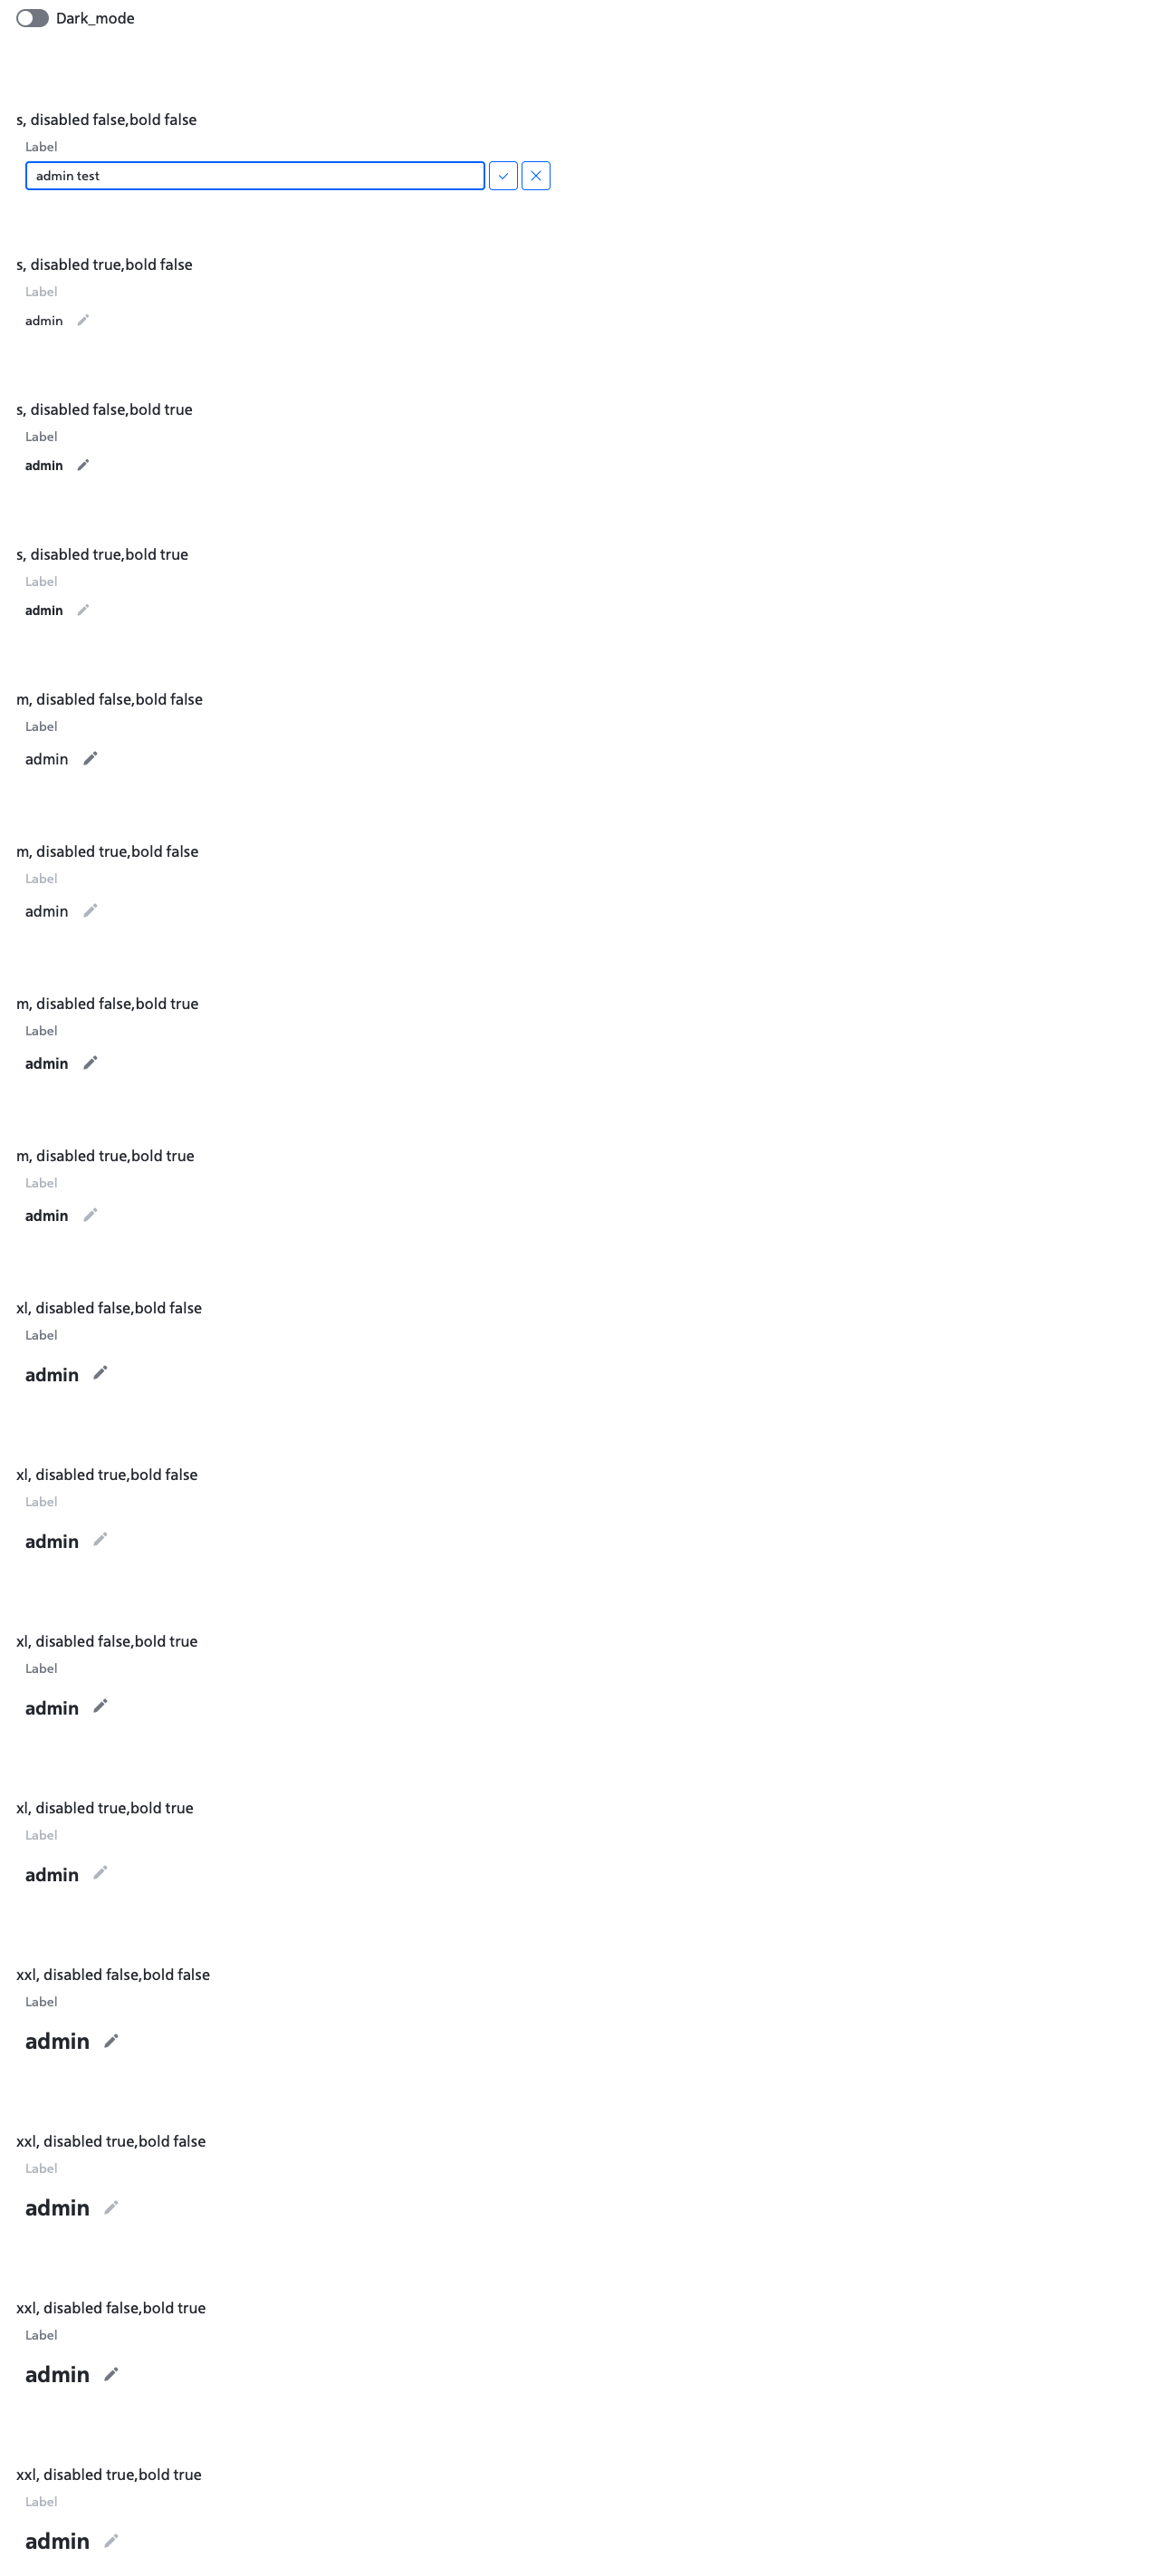 Dark_mode
s, disabled false,bold false
Label
admin test
s, disabled true,bold false
Label
admin
s, disabled false,bold true
Label
admin
s, disabled true,bold true
Label
admin
m, disabled false,bold false
Label
admin
m, disabled true,bold false
Label
admin
m, disabled false,bold true
Label
admin
m, disabled true,bold true
Label
admin
xl, disabled false,bold false
Label
admin
xl, disabled true,bold false
Label
admin
xl, disabled false,bold true
Label
admin
xl, disabled true,bold true
Label
admin
xxl, disabled false,bold false
Label
admin
xxl, disabled true,bold false
Label
admin
xxl, disabled false,bold true
Label
admin
xxl, disabled true,bold true
Label
admin